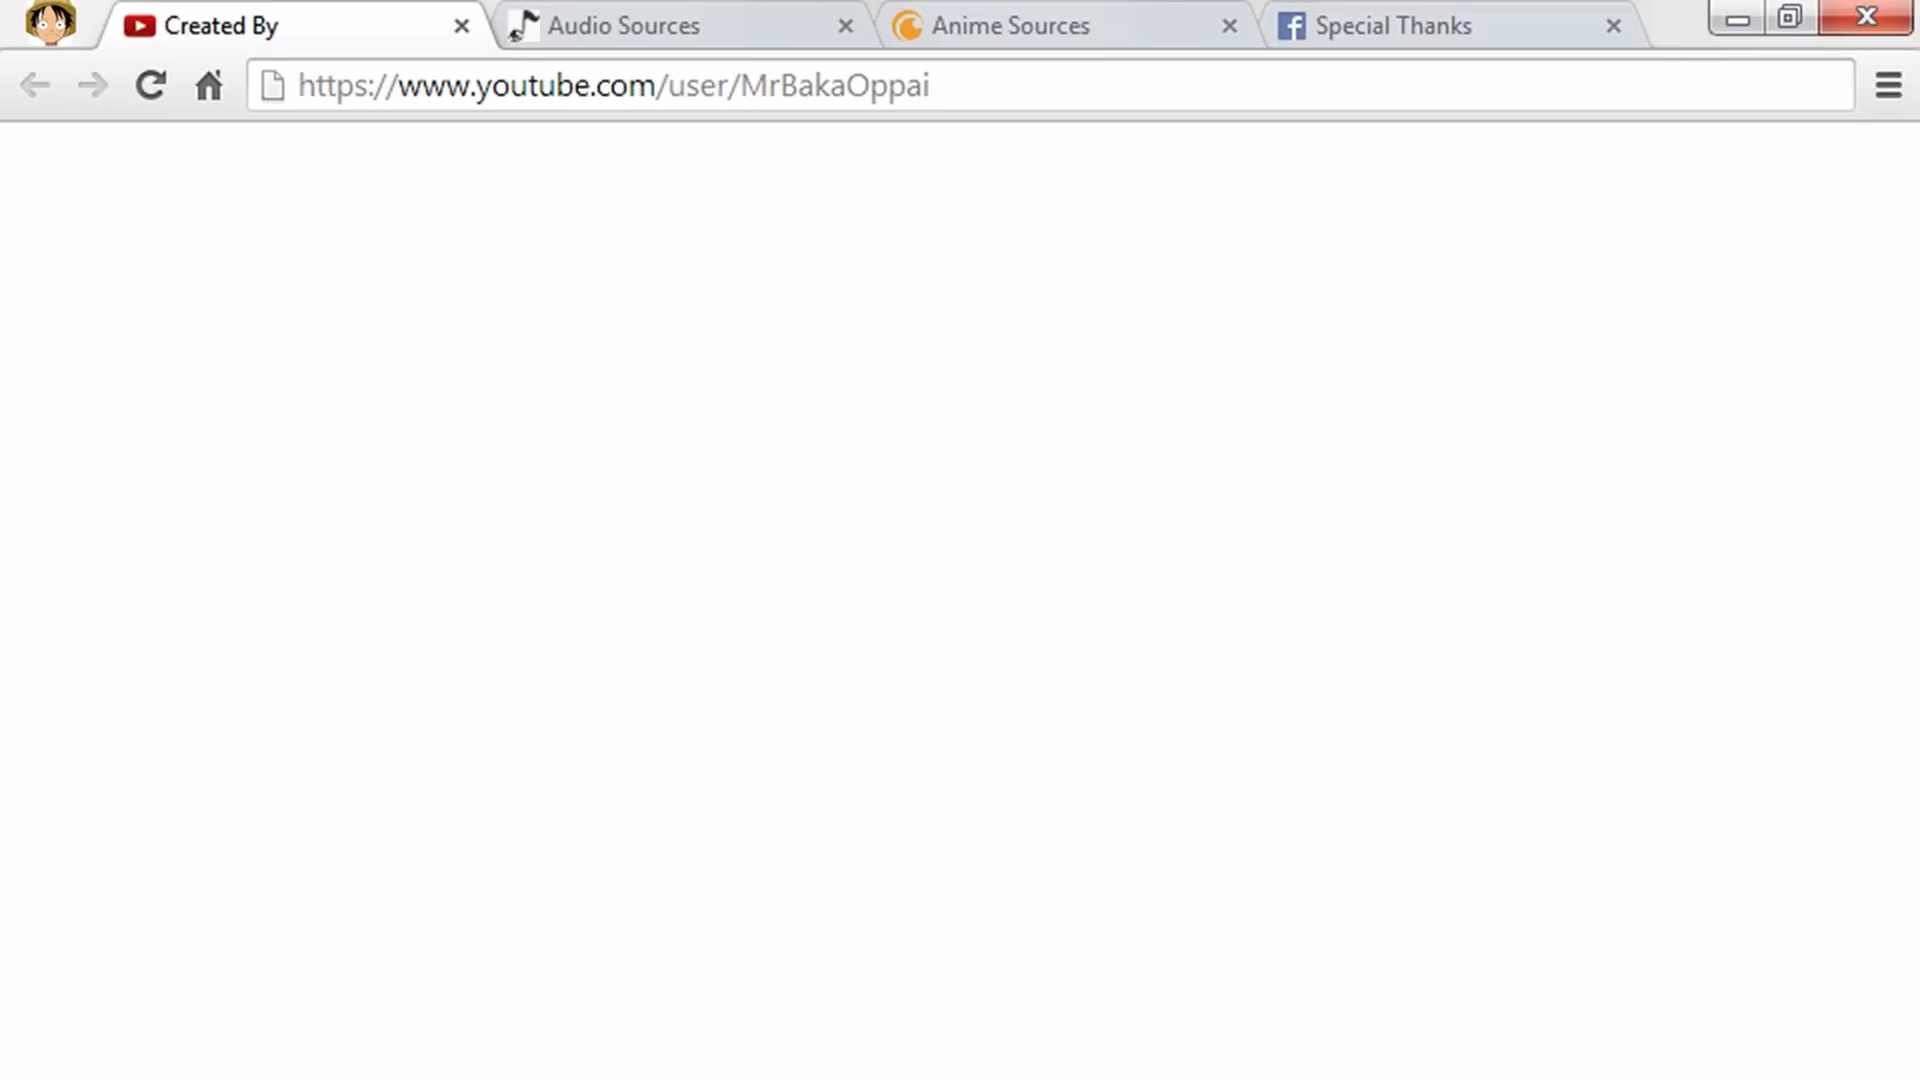 Created By
Audio Sources
Anime Sources
Special Thanks
https://www.youtube.com/user/MrBakaOppai